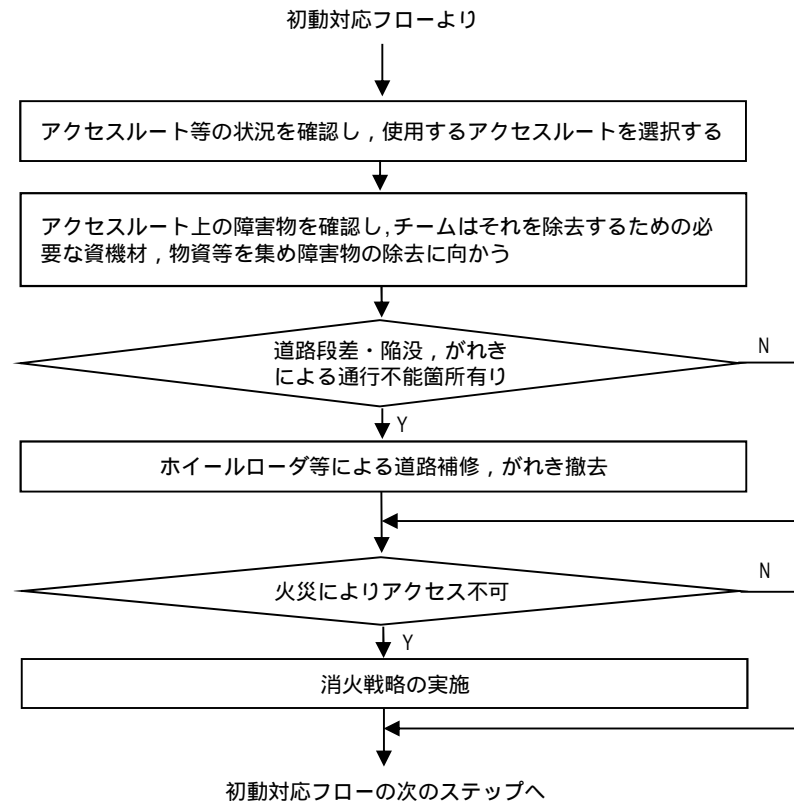 初動対応フローより
アクセスルート等の状況を確認し，使用するアクセスルートを選択する
アクセスルート上の障害物を確認し，チームはそれを除去するための必
要な資機材，物資等を集め障害物の除去に向かう
道路段差・陥没，がれき
による通行不能箇所有り
N
Y
ホイールローダ等による道路補修，がれき撤去
火災によりアクセス不可
N
Y
消火戦略の実施
初動対応フローの次のステップへ